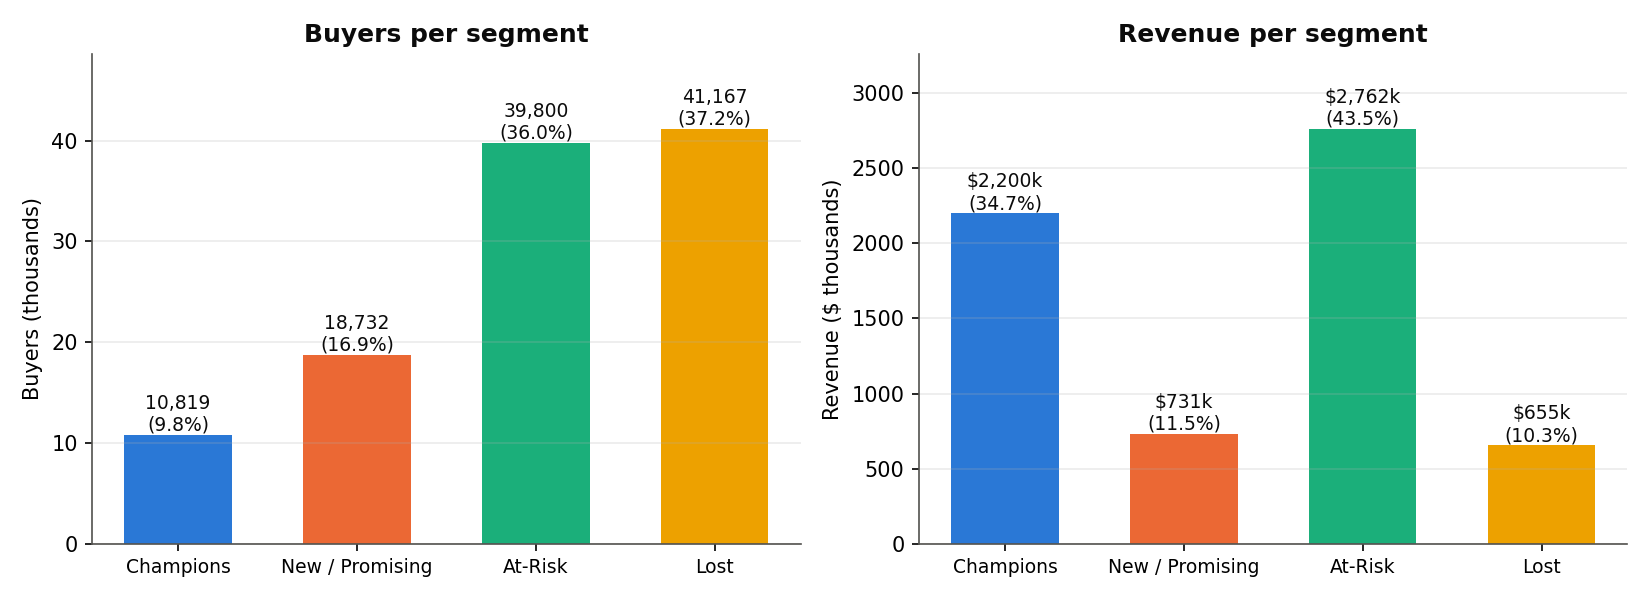 Buyers per segment
Buyers (thousands)
40
30
20
10
0
10,819
(9.8%)
18,732
(16.9%)
39,800
(36.0%)
41,167
(37.2%)
Champions
New / Promising
At-Risk
Lost
Revenue per segment
Revenue ($ thousands)
3000
2500
2000
1500
1000
500
0
$2,200k
(34.7%)
$731k
(11.5%)
$2,762k
(43.5%)
$655k
(10.3%)
Champions
New / Promising
At-Risk
Lost